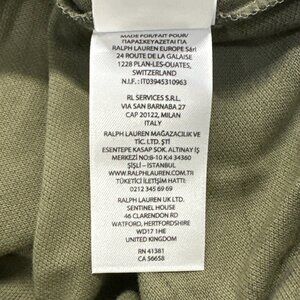 MADE FOR/FAIT POUR/
ΠΑΡΑΣΚΕΥΑΖΕΤΑΙ ΓΙΑ
RALPH LAUREN EUROPE Sàrl
24 ROUTE DE LA GALAISE
1228 PLAN-LES-OUATES,
SWITZERLAND
N.I.F.: IT03945310963
RL SERVICES S.R.L.
VIA SAN BARNABA 27
CAP 20122, MILAN
ITALY
RALPH LAUREN MAĞAZACILIK VE
TİC. LTD. ŞTİ.
ESENTEPE KASAP SOK. ALTINAY İŞ
MERKEZİ NO:8-10 K:4 34360
ŞİŞLİ – İSTANBUL
WWW.RALPHLAUREN.COM.TR
TÜKETİCİ İLETİŞİM HATTI:
0212 345 69 69
RALPH LAUREN UK LTD.
SENTINEL HOUSE
46 CLARENDON RD
WATFORD, HERTFORDSHIRE
WD17 1HE
UNITED KINGDOM
RN 41381
CA 56658